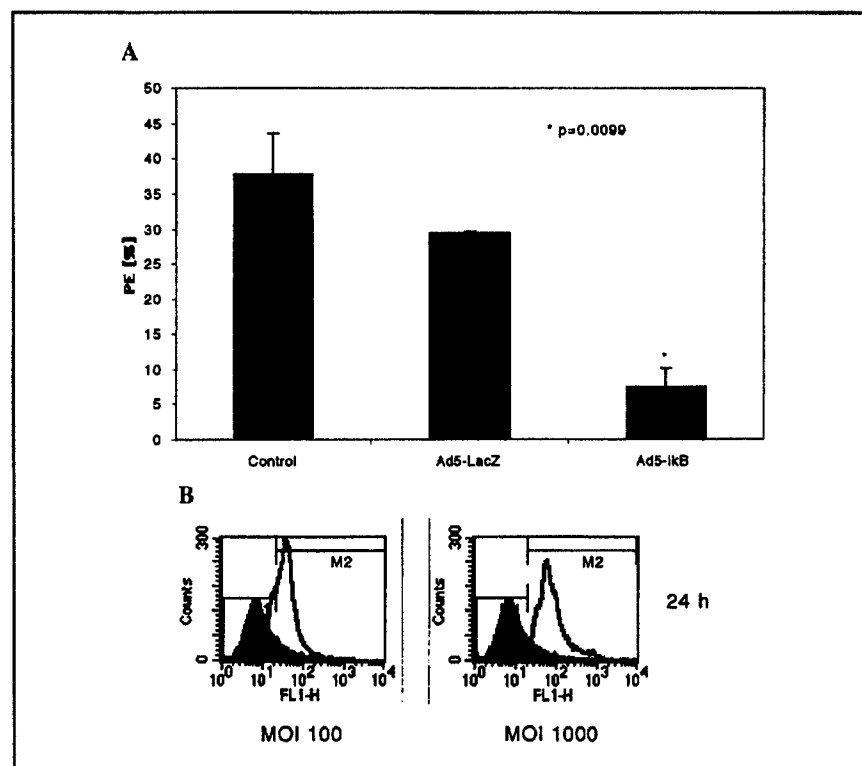 A
50
45
40
35
30
25
20
15
10
5
0
PE [%]
* p=0.0099
*
Control Ad5-LacZ Ad5-IkB
B
300
Counts
0
M2
10^0 10^1 10^2 10^3 10^4
FL1-H
MOI 100
300
Counts
0
M2
10^0 10^1 10^2 10^3 10^4
FL1-H
MOI 1000
24 h